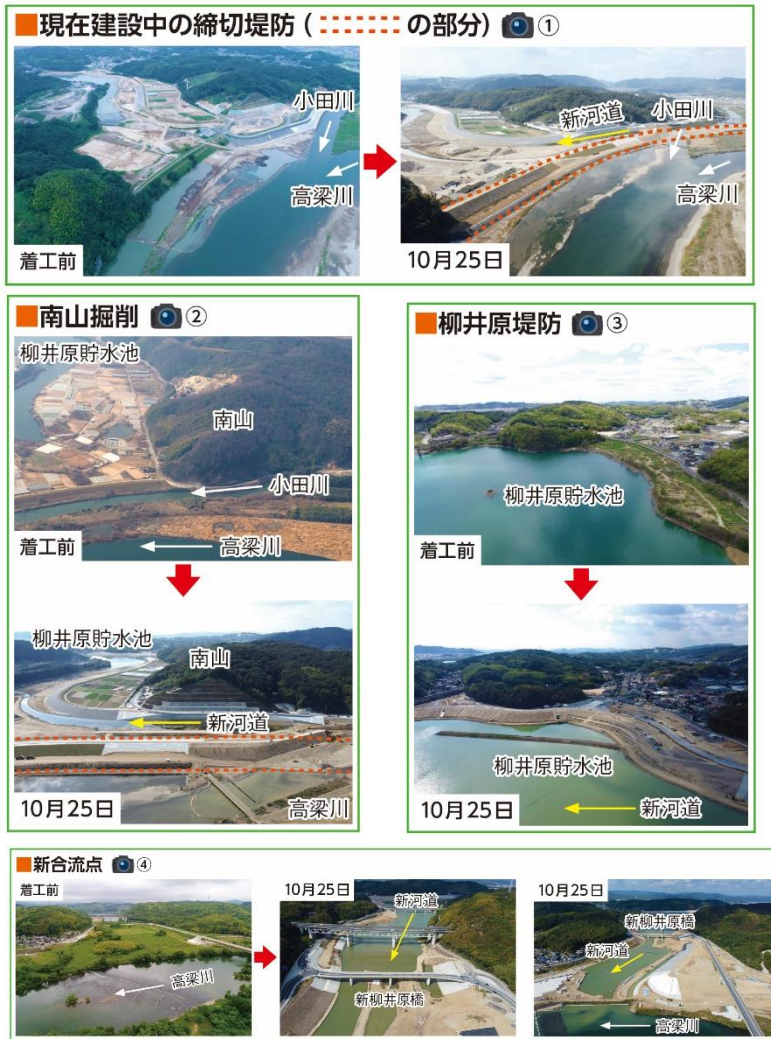 ■現在建設中の締切堤防(の部分)①
小田川
高梁川
着工前
新河道
小田川
高梁川
10月25日
■南山掘削②
柳井原貯水池
南山
小田川
高梁川
着工前
柳井原貯水池
南山
新河道
高梁川
10月25日
■柳井原堤防③
柳井原貯水池
着工前
柳井原貯水池
新河道
10月25日
■新合流点④
着工前
高梁川
10月25日
新河道
新柳井原橋
10月25日
新柳井原橋
新河道
高梁川